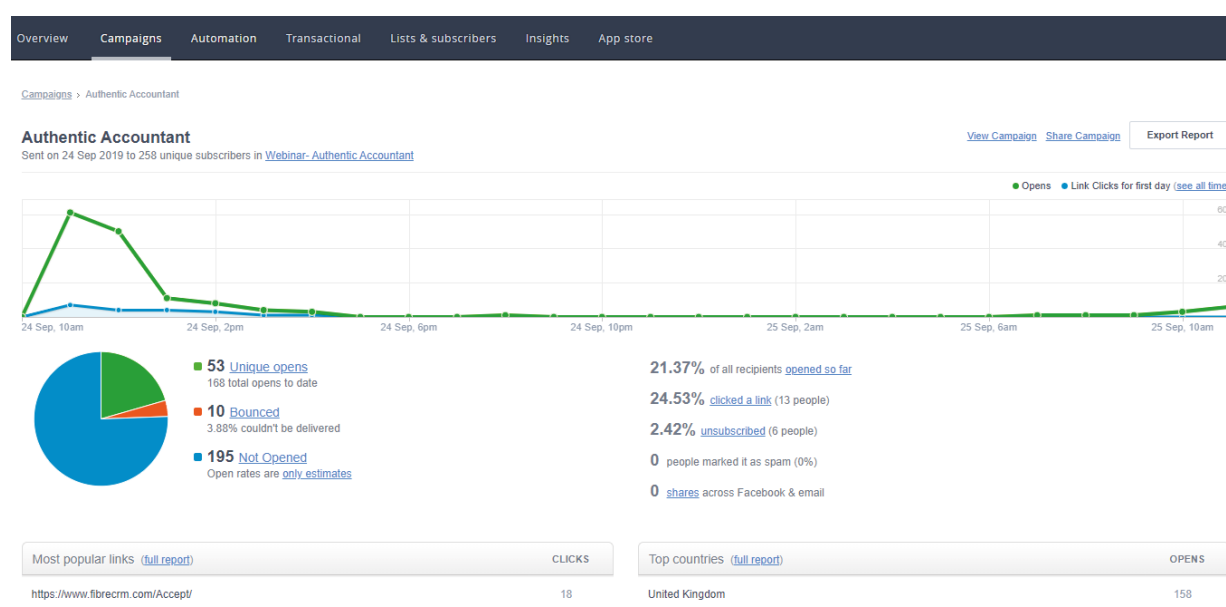 Overview Campaigns Automation Transactional Lists & subscribers Insights App store
Campaigns › Authentic Accountant
Authentic Accountant
Sent on 24 Sep 2019 to 258 unique subscribers in Webinar- Authentic Accountant
View Campaign Share Campaign Export Report
Opens Link Clicks for first day (see all time
60
40
20
24 Sep, 10am 24 Sep, 2pm 24 Sep, 6pm 24 Sep, 10pm 25 Sep, 2am 25 Sep, 6am 25 Sep, 10am
53 Unique opens
168 total opens to date
10 Bounced
3.88% couldn't be delivered
195 Not Opened
Open rates are only estimates
21.37% of all recipients opened so far
24.53% clicked a link (13 people)
2.42% unsubscribed (6 people)
0 people marked it as spam (0%)
0 shares across Facebook & email
Most popular links (full report) CLICKS
https://www.fibrecrm.com/Accept/ 18
Top countries (full report) OPENS
United Kingdom 158